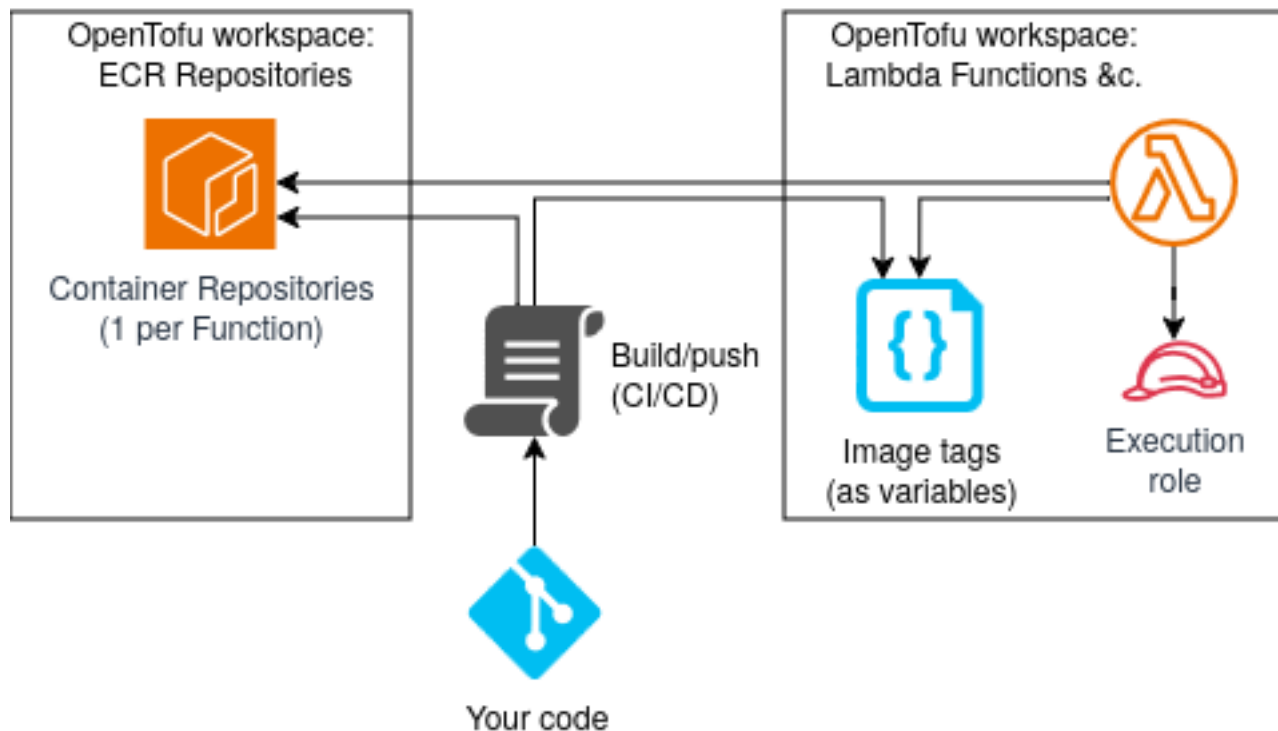 OpenTofu workspace:
ECR Repositories
Container Repositories
(1 per Function)
Build/push
(CI/CD)
Your code
OpenTofu workspace:
Lambda Functions &c.
{}
Image tags
(as variables)
Execution
role